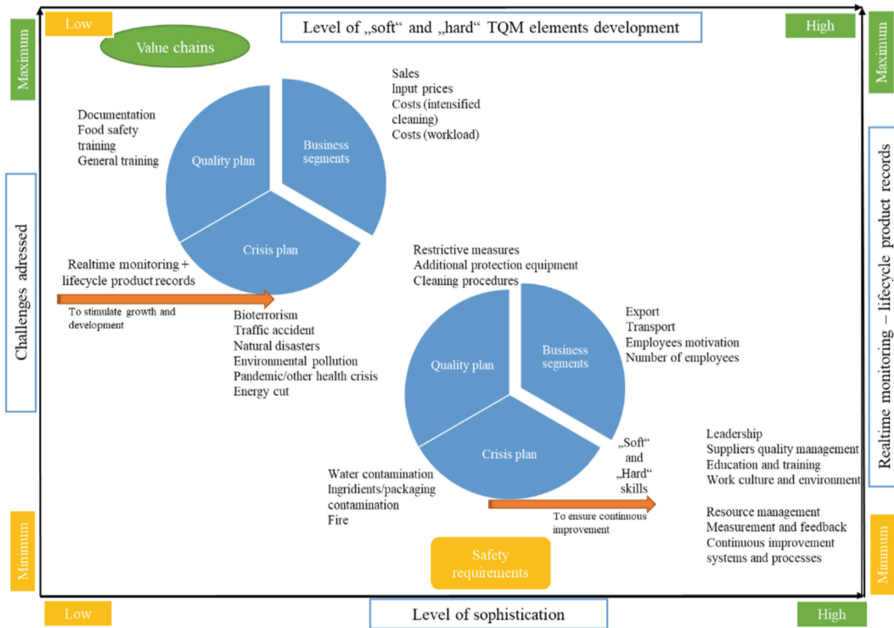 Low
Level of „soft“ and „hard“ TQM elements development
High
Maximum
Maximum
Value chains
Documentation
Food safety
training
General training
Quality plan
Business
segments
Crisis plan
Sales
Input prices
Costs (intensified
cleaning)
Costs (workload)
Challenges adressed
Realtime monitoring – lifecycle product records
Realtime monitoring +
lifecycle product records
To stimulate growth and
development
Bioterrorism
Traffic accident
Natural disasters
Environmental pollution
Pandemic/other health crisis
Energy cut
Restrictive measures
Additional protection equipment
Cleaning procedures
Quality plan
Business
segments
Crisis plan
Export
Transport
Employees motivation
Number of employees
Water contamination
Ingridients/packaging
contamination
Fire
„Soft“
and
„Hard“
skills
To ensure continuous
improvement
Leadership
Suppliers quality management
Education and training
Work culture and environment
Resource management
Measurement and feedback
Continuous improvement
systems and processes
Safety
requirements
Minimum
Minimum
Low
Level of sophistication
High